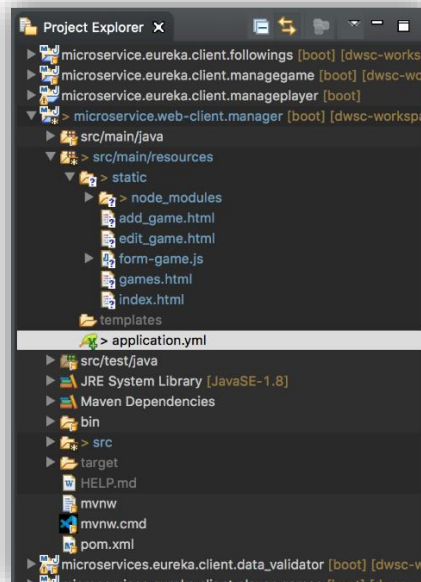 Project Explorer
microservice.eureka.client.followings [boot] [dwsc-works
microservice.eureka.client.managegame [boot] [dwsc-wo
microservice.eureka.client.manageplayer [boot]
> microservice.web-client.manager [boot] [dwsc-workspa
src/main/java
> src/main/resources
> static
> node_modules
add_game.html
edit_game.html
form-game.js
games.html
index.html
templates
> application.yml
src/test/java
JRE System Library [JavaSE-1.8]
Maven Dependencies
bin
> src
target
HELP.md
mvnw
mvnw.cmd
pom.xml
microservices.eureka.client.data_validator [boot] [dwsc-w